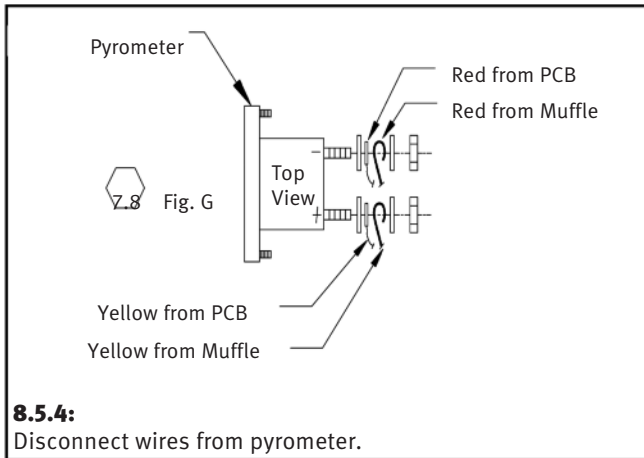 Pyrometer
Red from PCB
Red from Muffle
−
Top
View
+
7.8
Fig. G
Yellow from PCB
Yellow from Muffle
8.5.4:
Disconnect wires from pyrometer.